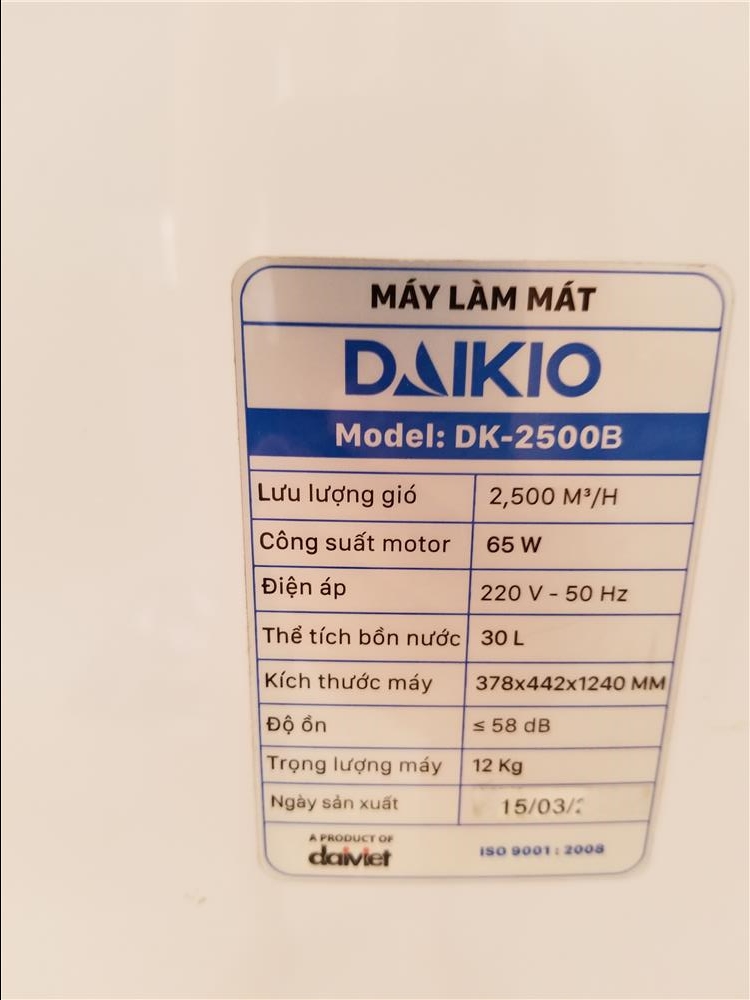 MÁY LÀM MÁT
DAIKIO
Model: DK-2500B
Lưu lượng gió 2,500 M³/H
Công suất motor 65 W
Điện áp 220 V - 50 Hz
Thể tích bồn nước 30 L
Kích thước máy 378x442x1240 MM
Độ ồn ≤ 58 dB
Trọng lượng máy 12 Kg
Ngày sản xuất 15/03/
A PRODUCT OF
daiviet
ISO 9001 : 2008